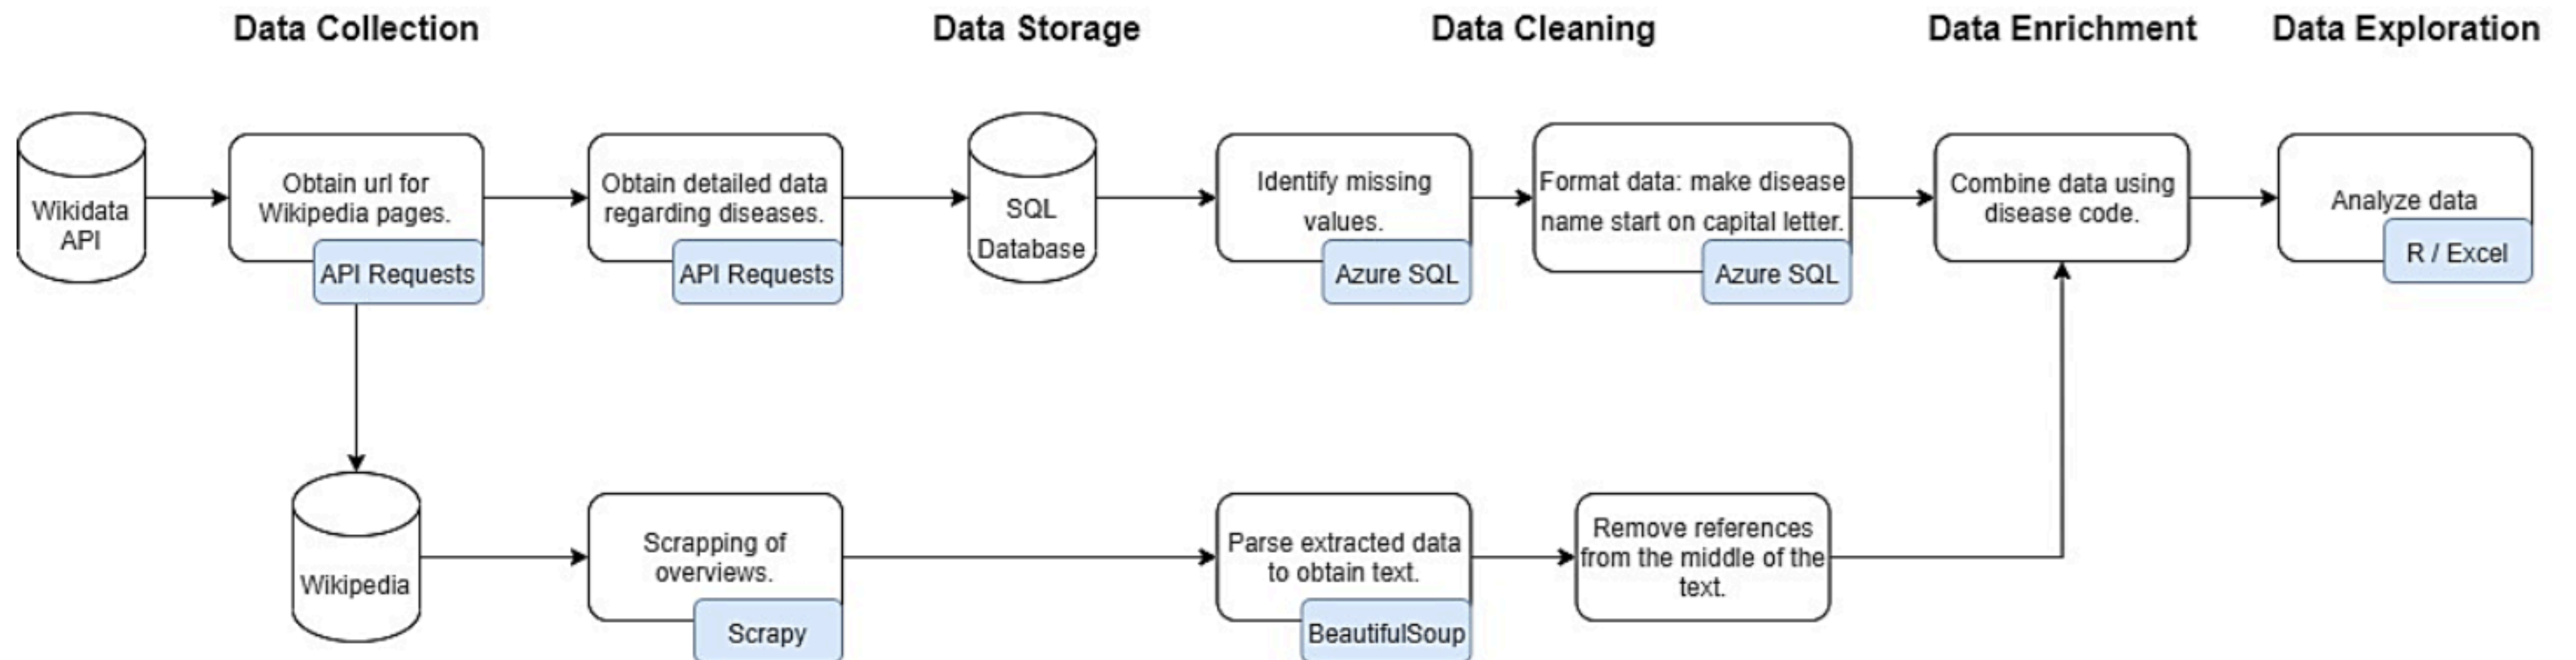 Data Collection
Data Storage
Data Cleaning
Data Enrichment
Data Exploration
Wikidata
API
Obtain url for
Wikipedia pages.
API Requests
Obtain detailed data
regarding diseases.
API Requests
SQL
Database
Identify missing
values.
Azure SQL
Format data: make disease
name start on capital letter.
Azure SQL
Combine data using
disease code.
Analyze data
R / Excel
Wikipedia
Scrapping of
overviews.
Scrapy
Parse extracted data
to obtain text.
BeautifulSoup
Remove references
from the middle of the
text.